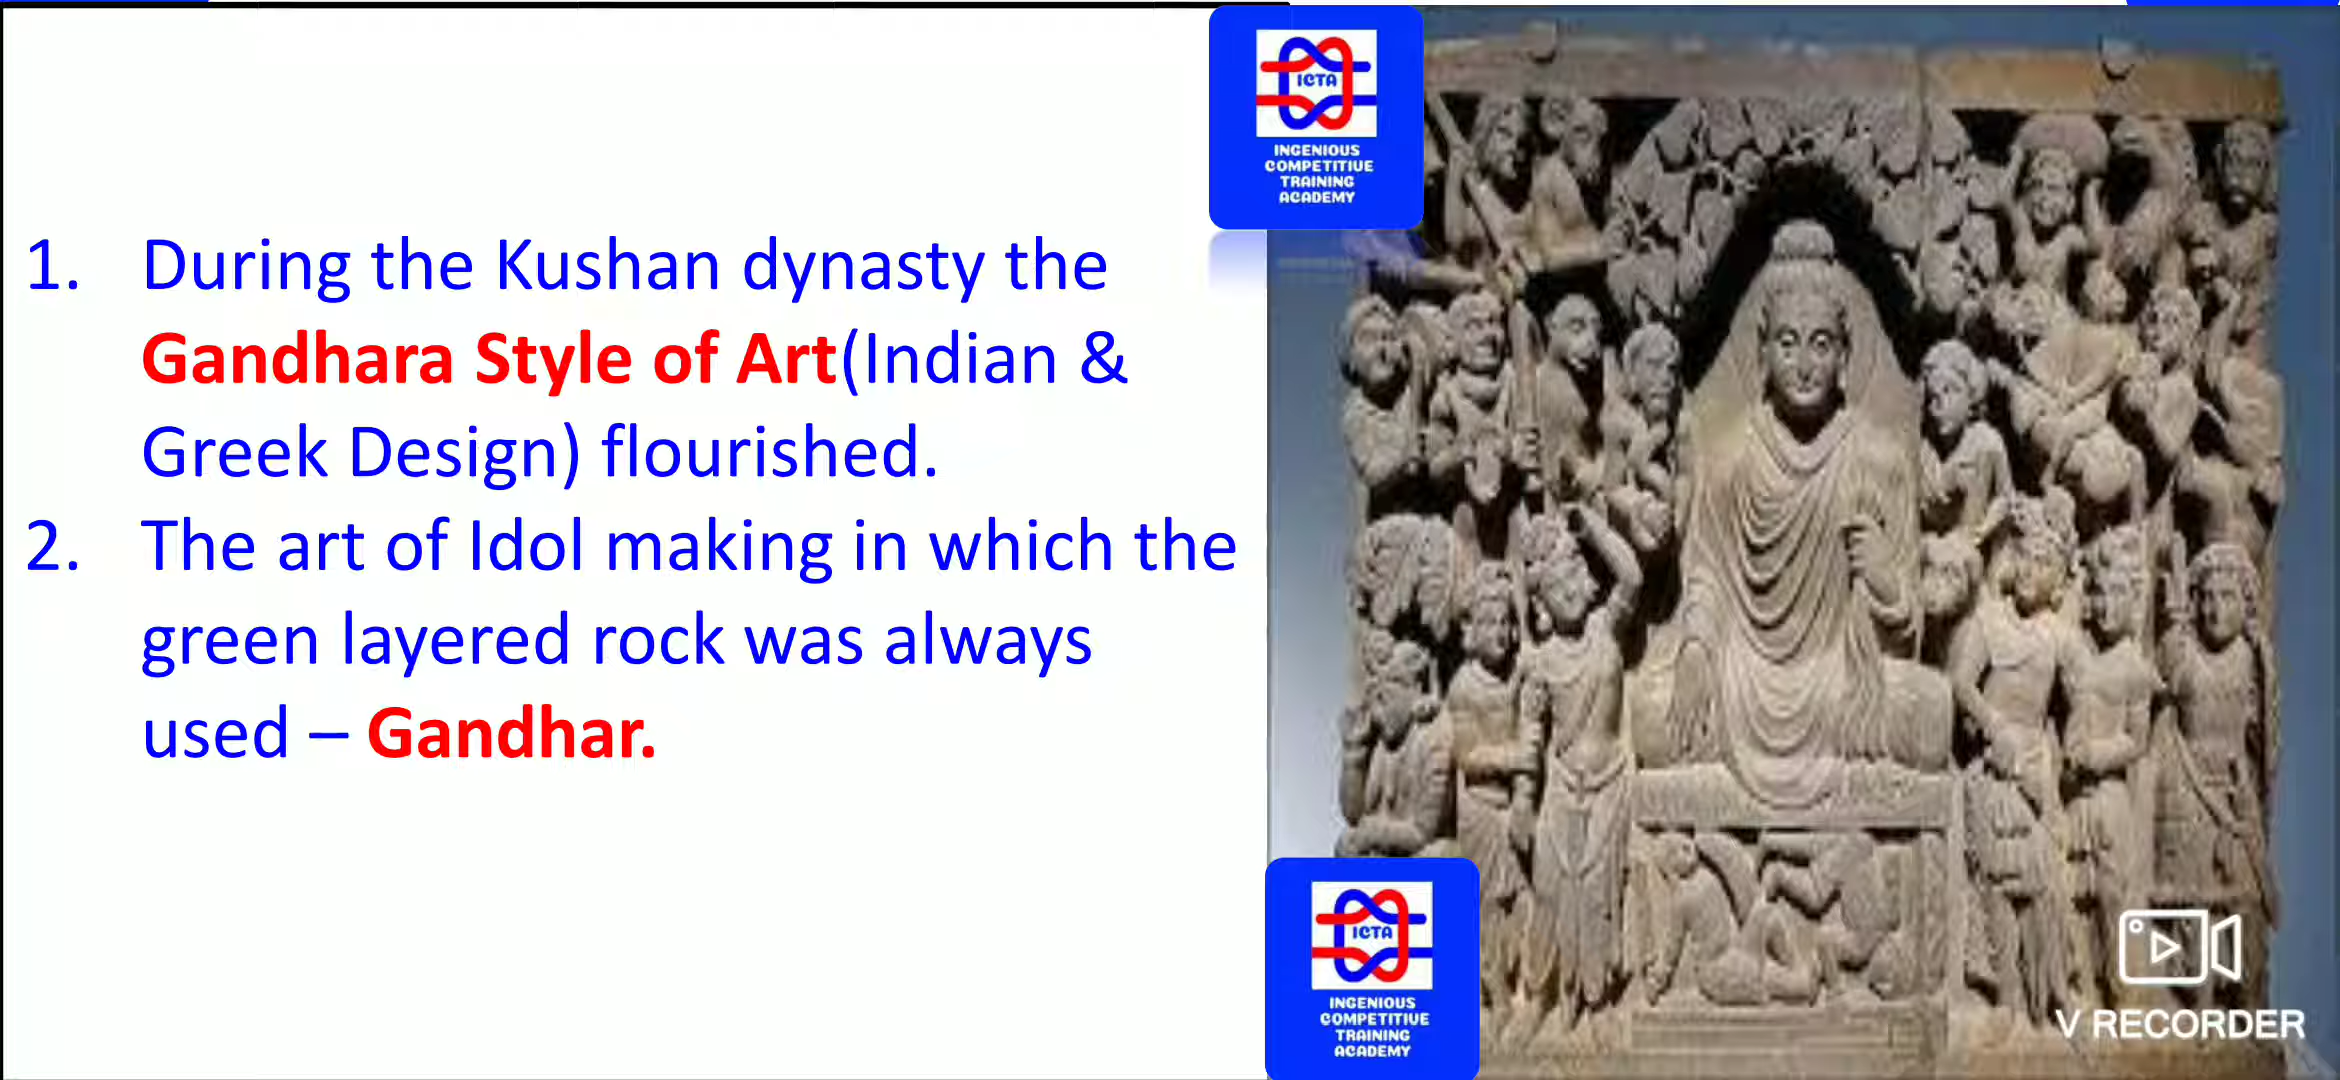 1. During the Kushan dynasty the
Gandhara Style of Art(Indian &
Greek Design) flourished.
2. The art of Idol making in which the
green layered rock was always
used – Gandhar.
ICTA
INGENIOUS
COMPETITIVE
TRAINING
ACADEMY
ICTA
INGENIOUS
COMPETITIVE
TRAINING
ACADEMY
V RECORDER